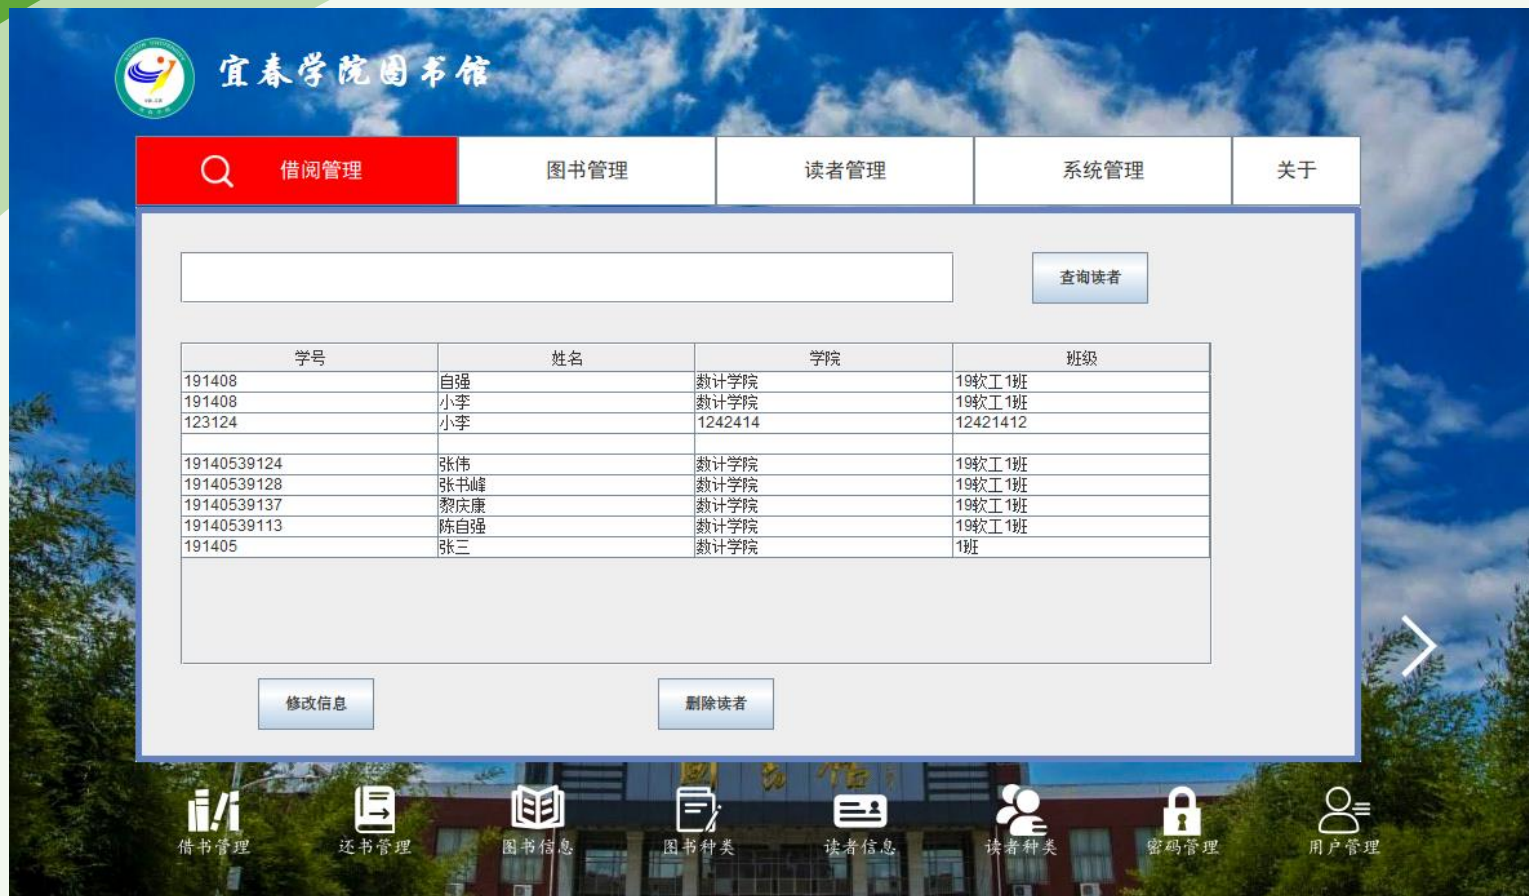 宜春学院图书馆
借阅管理 图书管理 读者管理 系统管理 关于
查询读者
学号 姓名 学院 班级
191408 自强 数计学院 19软工1班
191408 小李 数计学院 19软工1班
123124 小李 1242414 12421412
19140539124 张伟 数计学院 19软工1班
19140539128 张书峰 数计学院 19软工1班
19140539137 黎庆康 数计学院 19软工1班
19140539113 陈自强 数计学院 19软工1班
191405 张三 数计学院 1班
修改信息 删除读者
借书管理 还书管理 图书信息 图书种类 读者信息 读者种类 密码管理 用户管理